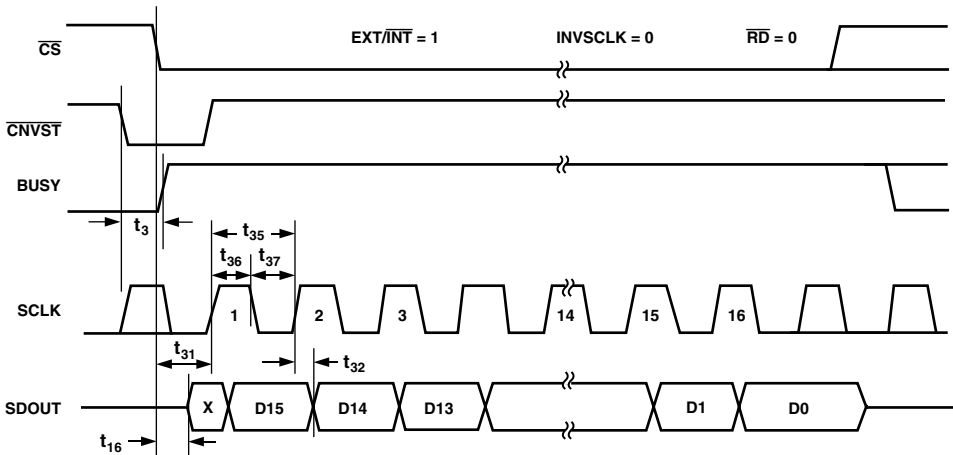 EXT/INT = 1 INVSCLK = 0 RD = 0
CS
CNVST
BUSY
t3
t35
t36 t37
SCLK 1 2 3 14 15 16
t31
t32
SDOUT X D15 D14 D13 D1 D0
t16